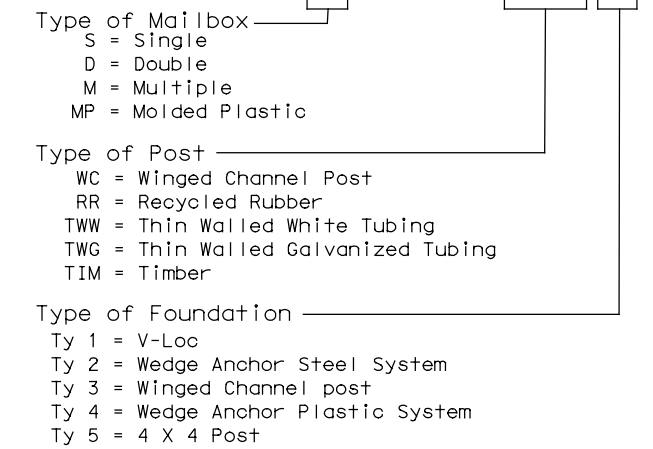 Type of Mailbox
S = Single
D = Double
M = Multiple
MP = Molded Plastic
Type of Post
WC = Winged Channel Post
RR = Recycled Rubber
TWW = Thin Walled White Tubing
TWG = Thin Walled Galvanized Tubing
TIM = Timber
Type of Foundation
Ty 1 = V-Loc
Ty 2 = Wedge Anchor Steel System
Ty 3 = Winged Channel post
Ty 4 = Wedge Anchor Plastic System
Ty 5 = 4 X 4 Post